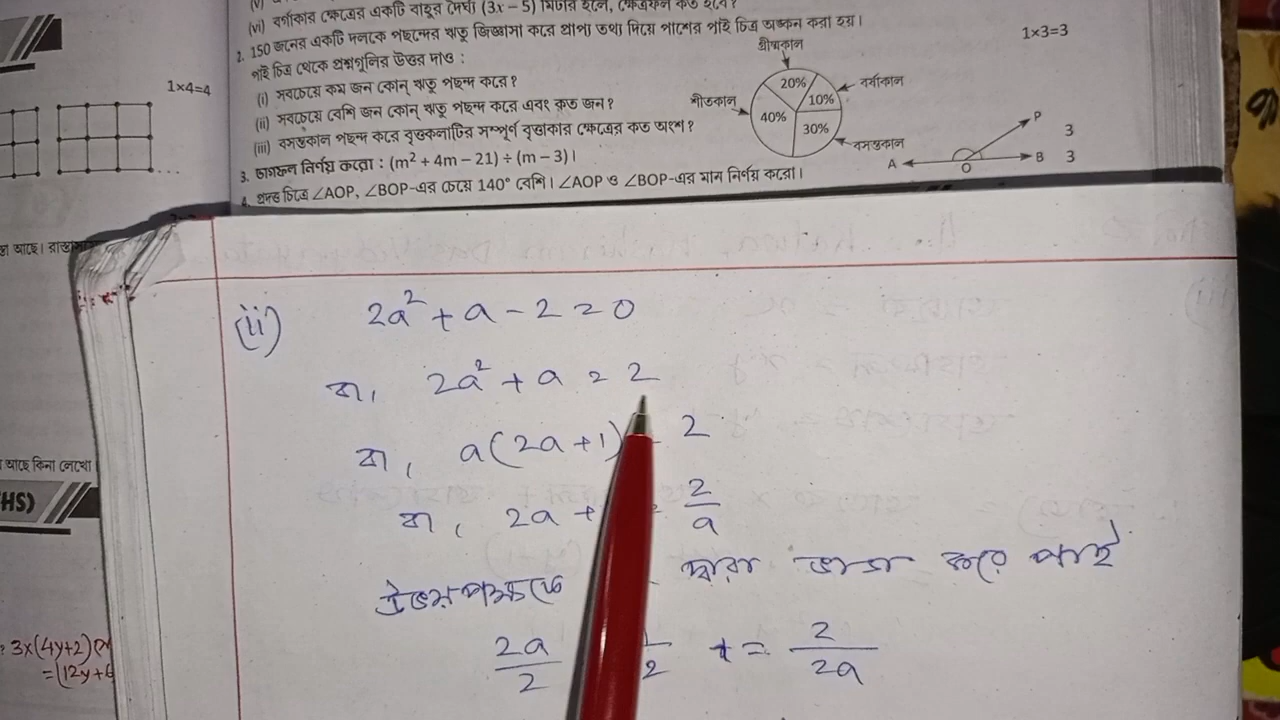 (vi) বর্গাকার ক্ষেত্রের একটি বাহুর দৈর্ঘ্য (3x – 5) মিটার হলে, ক্ষেত্রফল কত হবে?
2. 150 জনের একটি দলকে পছন্দের ঋতু জিজ্ঞাসা করে প্রাপ্য তথ্য দিয়ে পাশের পাই চিত্র অঙ্কন করা হয়।
1×3=3
পাই চিত্র থেকে প্রশ্নগুলির উত্তর দাও :
(i) সবচেয়ে কম জন কোন্ ঋতু পছন্দ করে?
(ii) সবচেয়ে বেশি জন কোন্ ঋতু পছন্দ করে এবং কত জন?
(iii) বসন্তকাল পছন্দ করে বৃত্তকলাটির সম্পূর্ণ বৃত্তাকার ক্ষেত্রের কত অংশ?
গ্রীষ্মকাল
20%
বর্ষাকাল
10%
শীতকাল
40%
30%
বসন্তকাল
P
A
O
B
3. ভাগফল নির্ণয় করো : (m² + 4m – 21) ÷ (m – 3)।
3
4. প্রদত্ত চিত্রে ∠AOP, ∠BOP-এর চেয়ে 140° বেশি। ∠AOP ও ∠BOP-এর মান নির্ণয় করো।
3
1×4=4
আছে কিনা লেখো
3x(4y+2)
=(12y+6
(ii) 2a² + a - 2 = 0
বা, 2a² + a = 2
বা, a(2a+1) = 2
বা, 2a + = 2/a
উভয়পক্ষকে দ্বারা ভাগ করে পাই
2a/2 1/2 = 2/2a